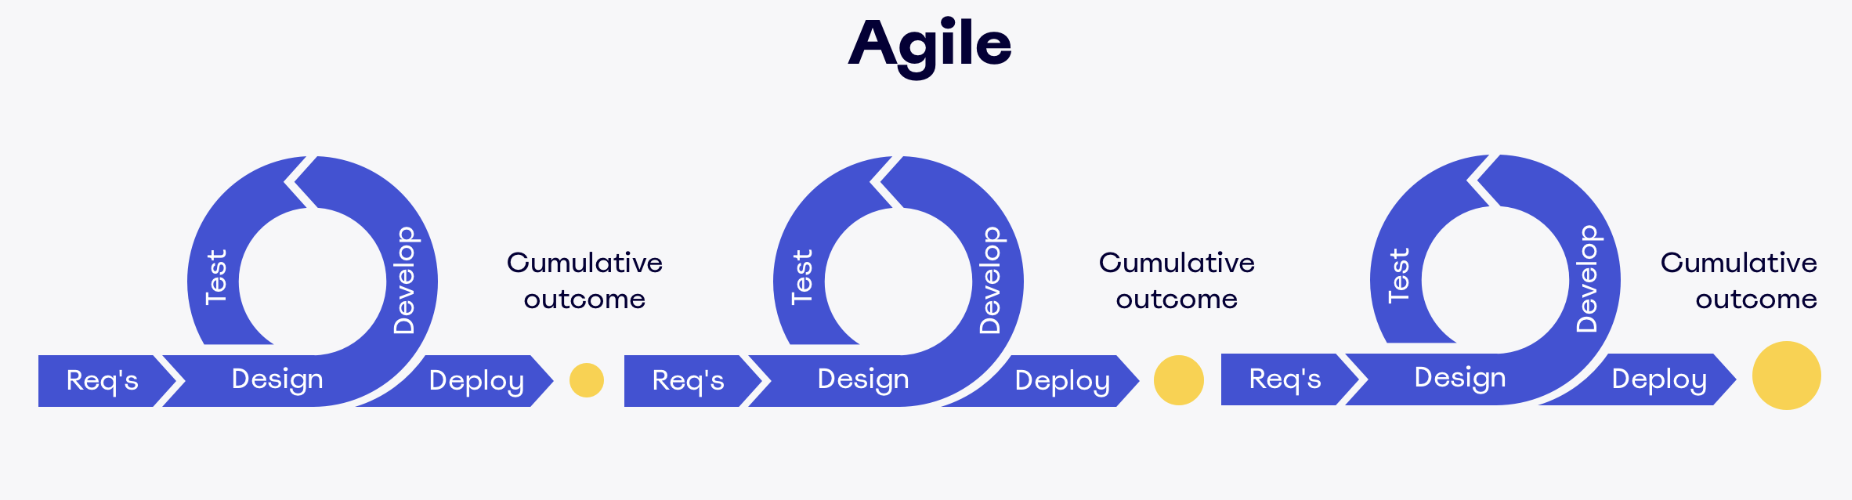 Agile
Test
Develop
Cumulative
outcome
Req's
Design
Deploy
Test
Develop
Cumulative
outcome
Req's
Design
Deploy
Test
Develop
Cumulative
outcome
Req's
Design
Deploy